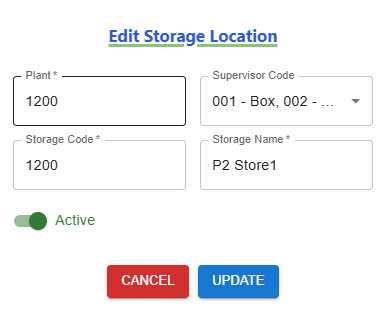 Edit Storage Location
Plant * Supervisor Code
1200 001 - Box, 002 - ...
Storage Code * Storage Name *
1200 P2 Store1
Active
CANCEL UPDATE